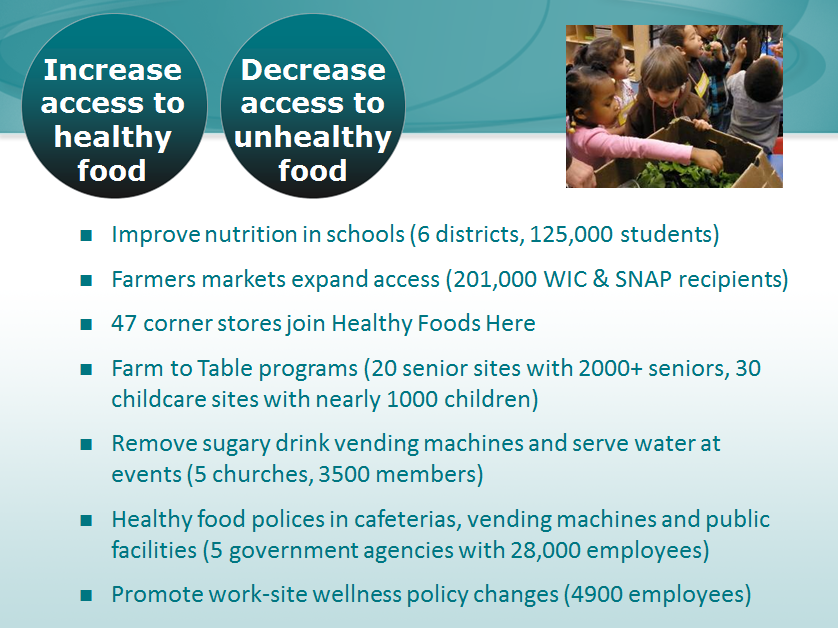 Increase
access to
healthy
food
Decrease
access to
unhealthy
food
■ Improve nutrition in schools (6 districts, 125,000 students)
■ Farmers markets expand access (201,000 WIC & SNAP recipients)
■ 47 corner stores join Healthy Foods Here
■ Farm to Table programs (20 senior sites with 2000+ seniors, 30
childcare sites with nearly 1000 children)
■ Remove sugary drink vending machines and serve water at
events (5 churches, 3500 members)
■ Healthy food polices in cafeterias, vending machines and public
facilities (5 government agencies with 28,000 employees)
■ Promote work-site wellness policy changes (4900 employees)